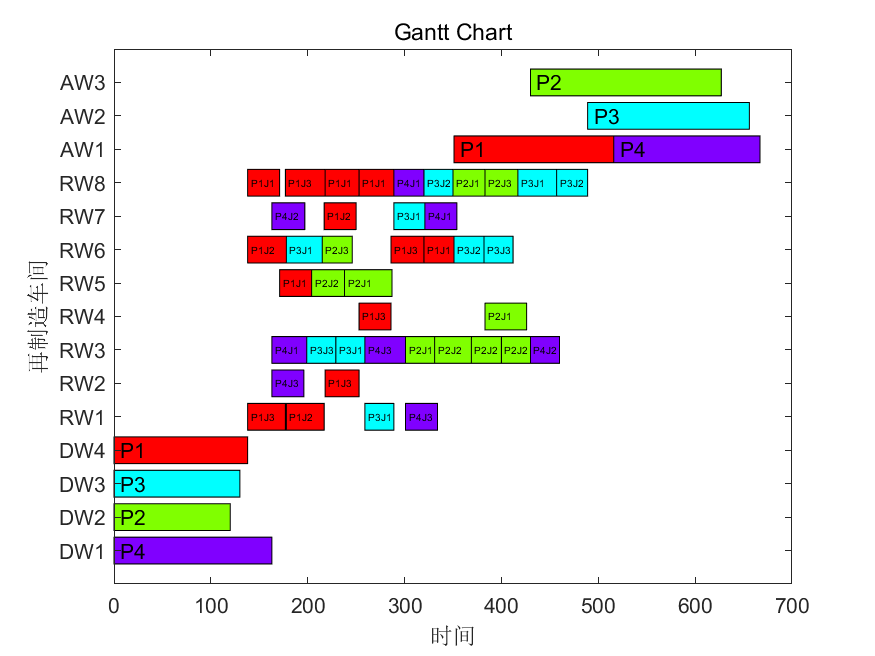 Gantt Chart
AW3 P2
AW2 P3
AW1 P1 P4
RW8 P1J1 P1J3 P1J1 P1J1 P4J1 P3J2 P2J1 P2J3 P3J1 P3J2
RW7 P4J2 P1J2 P3J1 P4J1
RW6 P1J2 P3J1 P2J3 P1J3 P1J1 P3J2 P3J3
RW5 P1J1 P2J2 P2J1
RW4 P1J3 P2J1
RW3 P4J1 P3J3 P3J1 P4J3 P2J1 P2J2 P2J2 P2J2 P4J2
RW2 P4J3 P1J3
RW1 P1J3 P1J2 P3J1 P4J3
DW4 P1
DW3 P3
DW2 P2
DW1 P4
0 100 200 300 400 500 600 700
时间
再制造车间